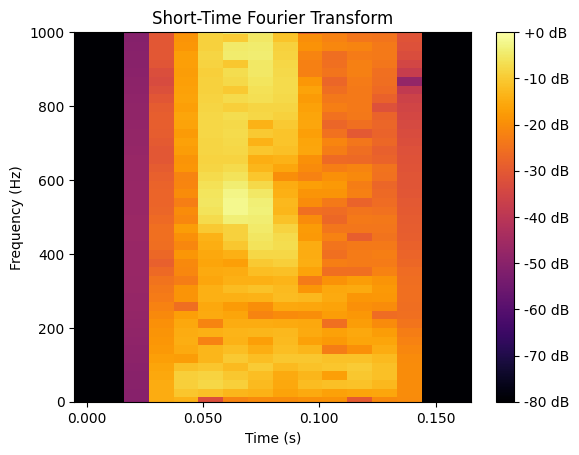 Short-Time Fourier Transform
1000
800
600
400
200
0
Frequency (Hz)
0.000
0.050
0.100
0.150
Time (s)
+0 dB
-10 dB
-20 dB
-30 dB
-40 dB
-50 dB
-60 dB
-70 dB
-80 dB